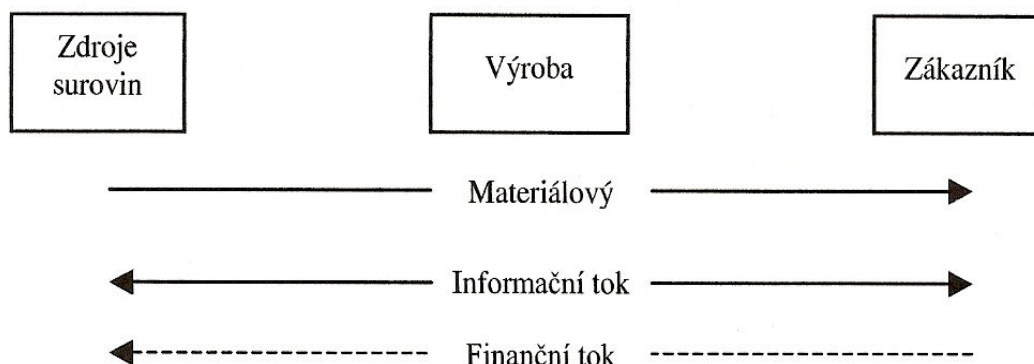 Zdroje
surovin
Výroba
Zákazník
Materiálový
Informační tok
Finanční tok